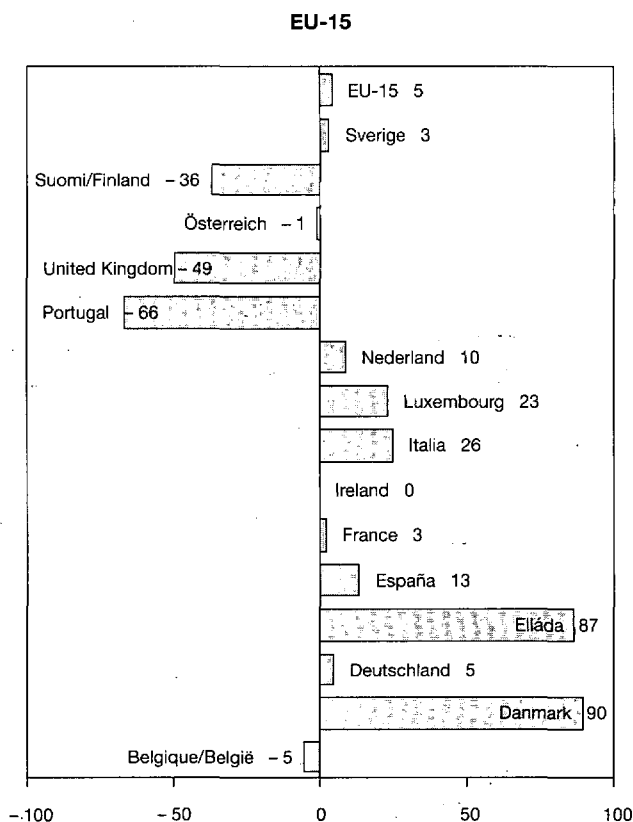 EU-15
EU-15 5
Sverige 3
Suomi/Finland – 36
Österreich – 1
United Kingdom – 49
Portugal – 66
Nederland 10
Luxembourg 23
Italia 26
Ireland 0
France 3
España 13
Elláda 87
Deutschland 5
Danmark 90
Belgique/België – 5
–100 – 50 0 50 100